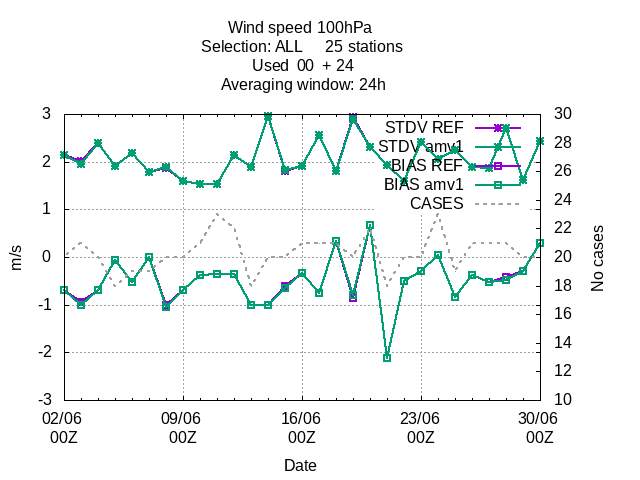 Wind speed 100hPa
Selection: ALL 25 stations
Used 00 + 24
Averaging window: 24h
3
2
1
0
-1
-2
-3
m/s
30
28
26
24
22
20
18
16
14
12
10
No cases
STDV REF
STDV amv1
BIAS REF
BIAS amv1
CASES
02/06 09/06 16/06 23/06 30/06
00Z 00Z 00Z 00Z 00Z
Date